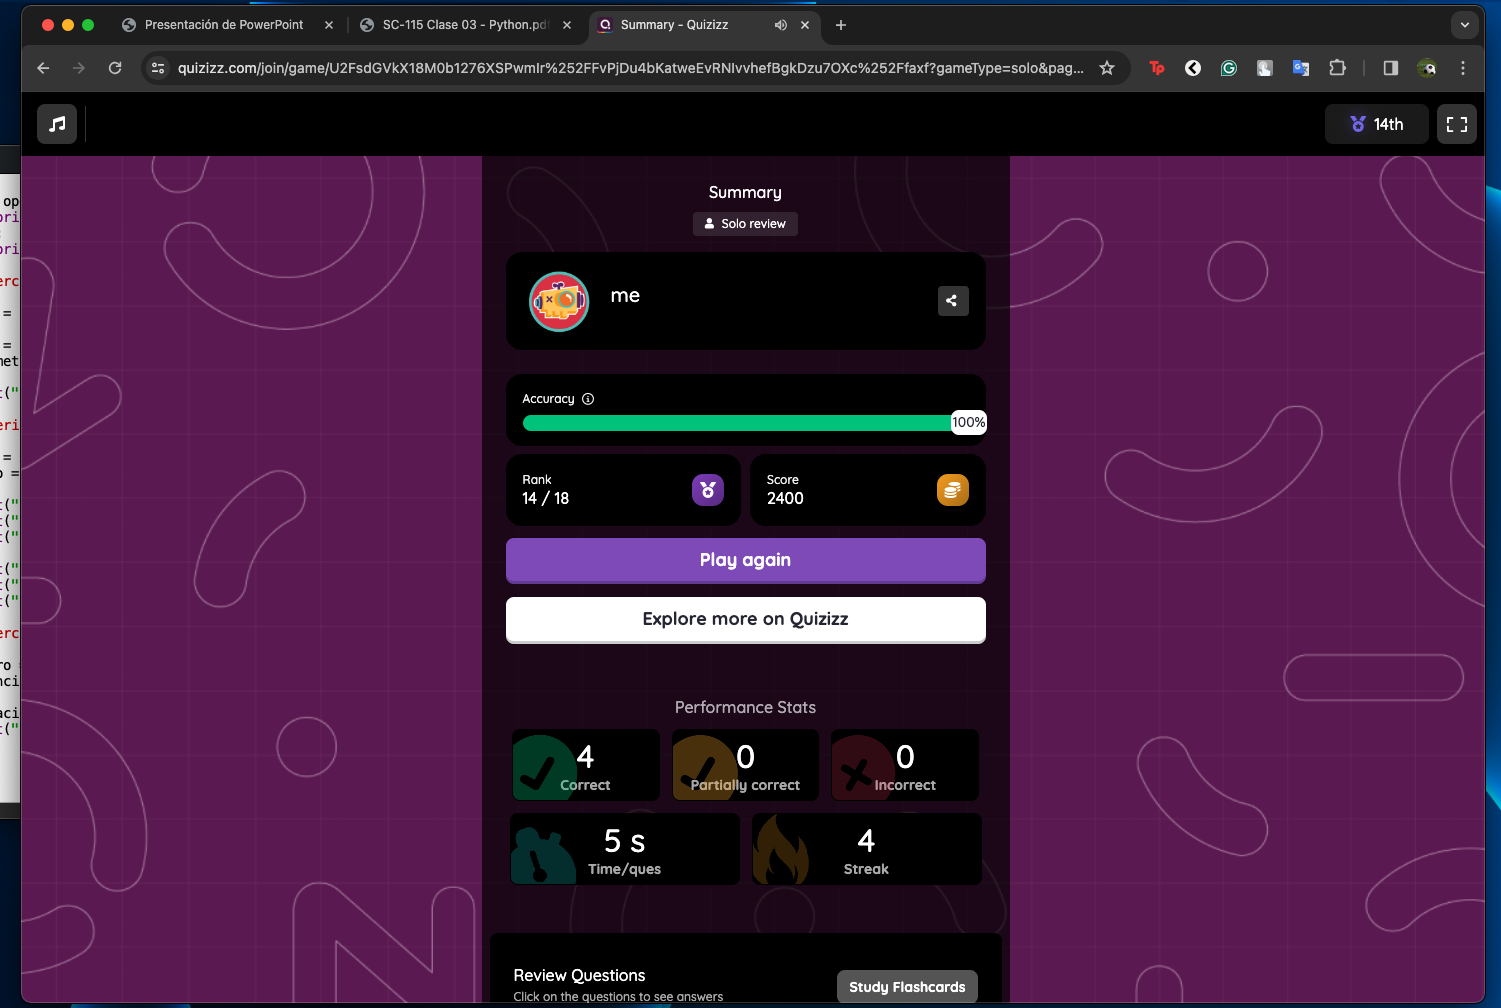 Presentación de PowerPoint
SC-115 Clase 03 - Python.pdf
Summary - Quizizz
quizizz.com/join/game/U2FsdGVkX18M0b1276XSPwmIr%252FFvPjDu4bKatweEvRNIvvhefBgkDzu7OXc%252Ffaxf?gameType=solo&pag...
14th
Summary
Solo review
me
Accuracy
100%
Rank
14 / 18
Score
2400
Play again
Explore more on Quizizz
Performance Stats
4
Correct
0
Partially correct
0
Incorrect
5 s
Time/ques
4
Streak
Review Questions
Click on the questions to see answers
Study Flashcards